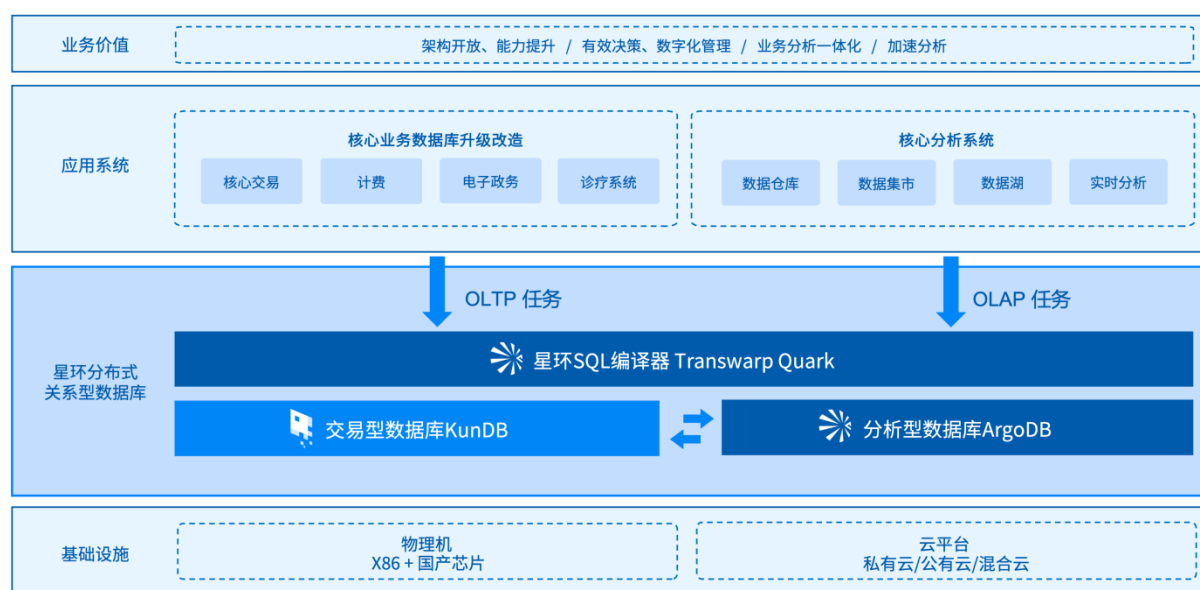 业务价值
架构开放、能力提升 / 有效决策、数字化管理 / 业务分析一体化 / 加速分析
应用系统
核心业务数据库升级改造
核心交易
计费
电子政务
诊疗系统
核心分析系统
数据仓库
数据集市
数据湖
实时分析
OLTP 任务
OLAP 任务
星环分布式
关系型数据库
星环SQL编译器 Transwarp Quark
交易型数据库KunDB
分析型数据库ArgoDB
基础设施
物理机
X86 + 国产芯片
云平台
私有云/公有云/混合云